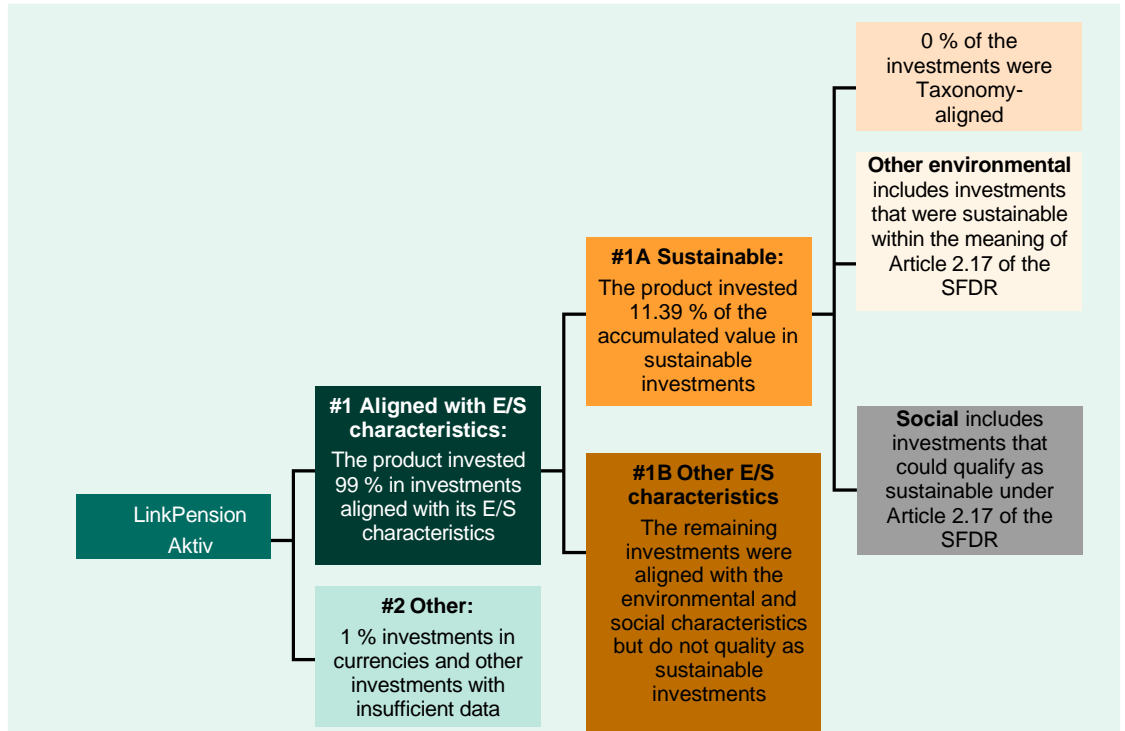 LinkPension
Aktiv
#1 Aligned with E/S
characteristics:
The product invested
99 % in investments
aligned with its E/S
characteristics
#2 Other:
1 % investments in
currencies and other
investments with
insufficient data
#1A Sustainable:
The product invested
11.39 % of the
accumulated value in
sustainable
investments
#1B Other E/S
characteristics
The remaining
investments were
aligned with the
environmental and
social characteristics
but do not quality as
sustainable
investments
0 % of the
investments were
Taxonomy-
aligned
Other environmental
includes investments
that were sustainable
within the meaning of
Article 2.17 of the
SFDR
Social includes
investments that
could qualify as
sustainable under
Article 2.17 of the
SFDR